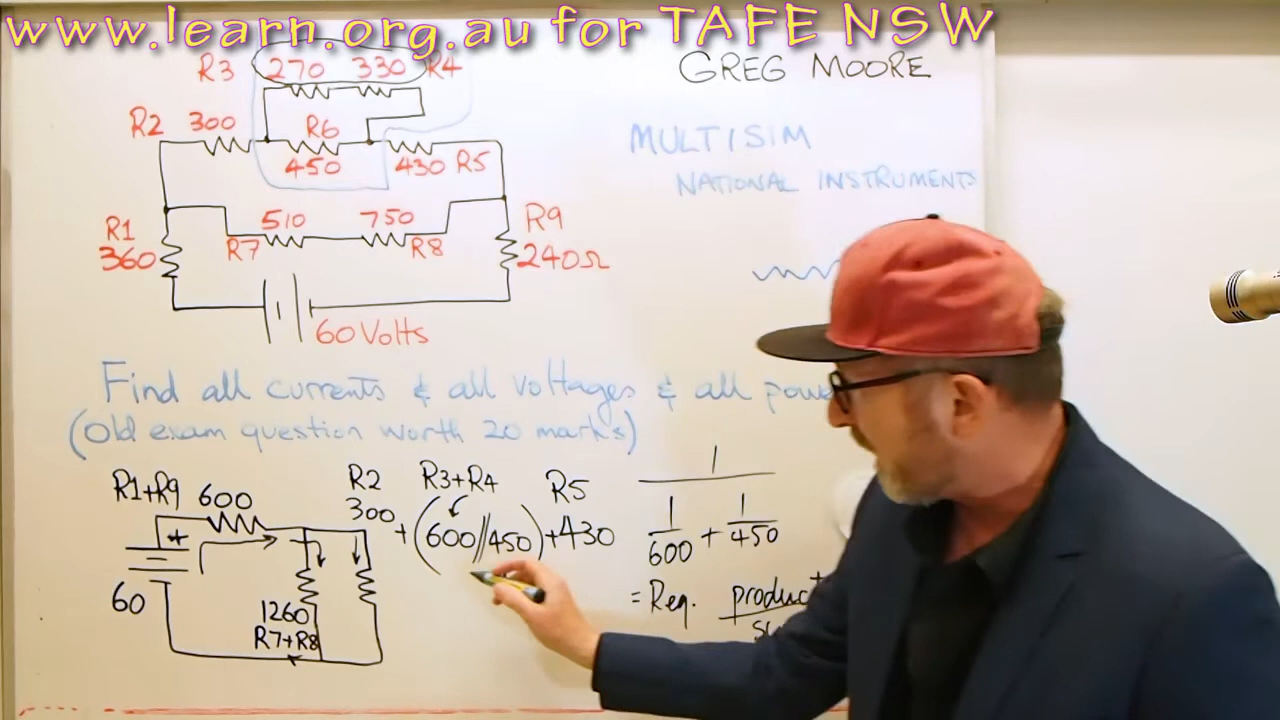 www.learn.org.au for TAFE NSW
R3 270 330 R4
GREG MOORE
R2 300 R6
450 430 R5
MULTISIM
NATIONAL INSTRUMENTS
510 750
R7 R8
R1
360
R9
240Ω
60 Volts
Find all currents & all voltages & all powe
(Old exam question worth 20 marks)
R1+R9 600
60
1260
R7+R8
R2 R3+R4 R5
300 + (600//450) + 430
1
1 + 1
600 450
= Req. product